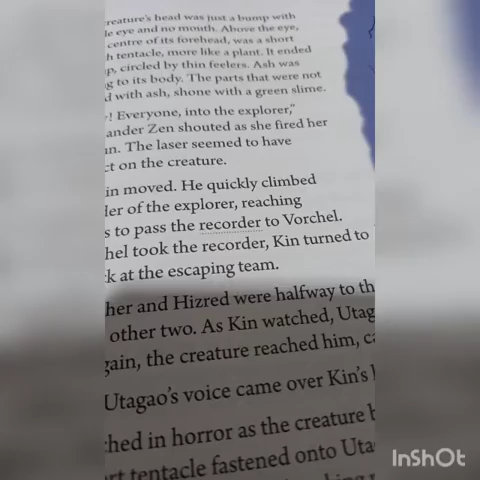 creature's head was just a bump with
eye and no mouth. Above the eye,
centre of its forehead, was a short
tentacle, more like a plant. It ended
circled by thin feelers. Ash was
to its body. The parts that were not
with ash, shone with a green slime.
! Everyone, into the explorer,"
ander Zen shouted as she fired her
The laser seemed to have
on the creature.
in moved. He quickly climbed
of the explorer, reaching
to pass the recorder to Vorchel.
hel took the recorder, Kin turned to
at the escaping team.
her and Hizred were halfway to th
other two. As Kin watched, Utag
gain, the creature reached him, ca
Utagao's voice came over Kin's
hed in horror as the creature
rt tentacle fastened onto Uta
InShOt